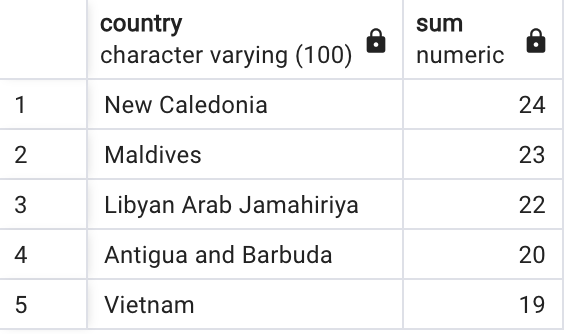 country
character varying (100)
sum
numeric
1 New Caledonia 24
2 Maldives 23
3 Libyan Arab Jamahiriya 22
4 Antigua and Barbuda 20
5 Vietnam 19